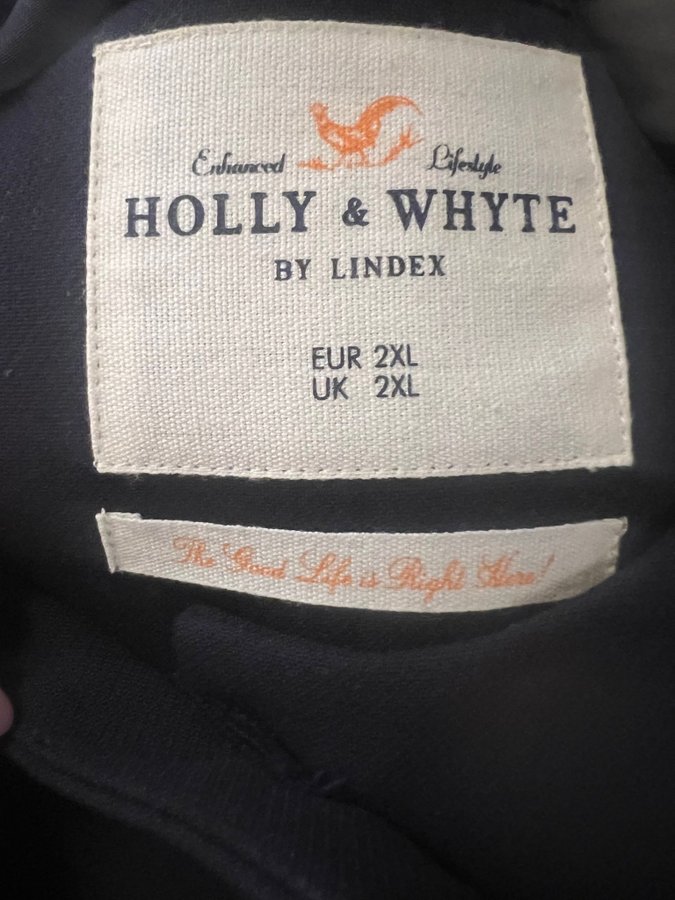 Enhanced Lifestyle
HOLLY & WHYTE
BY LINDEX
EUR 2XL
UK 2XL
The Good Life is Right Here!